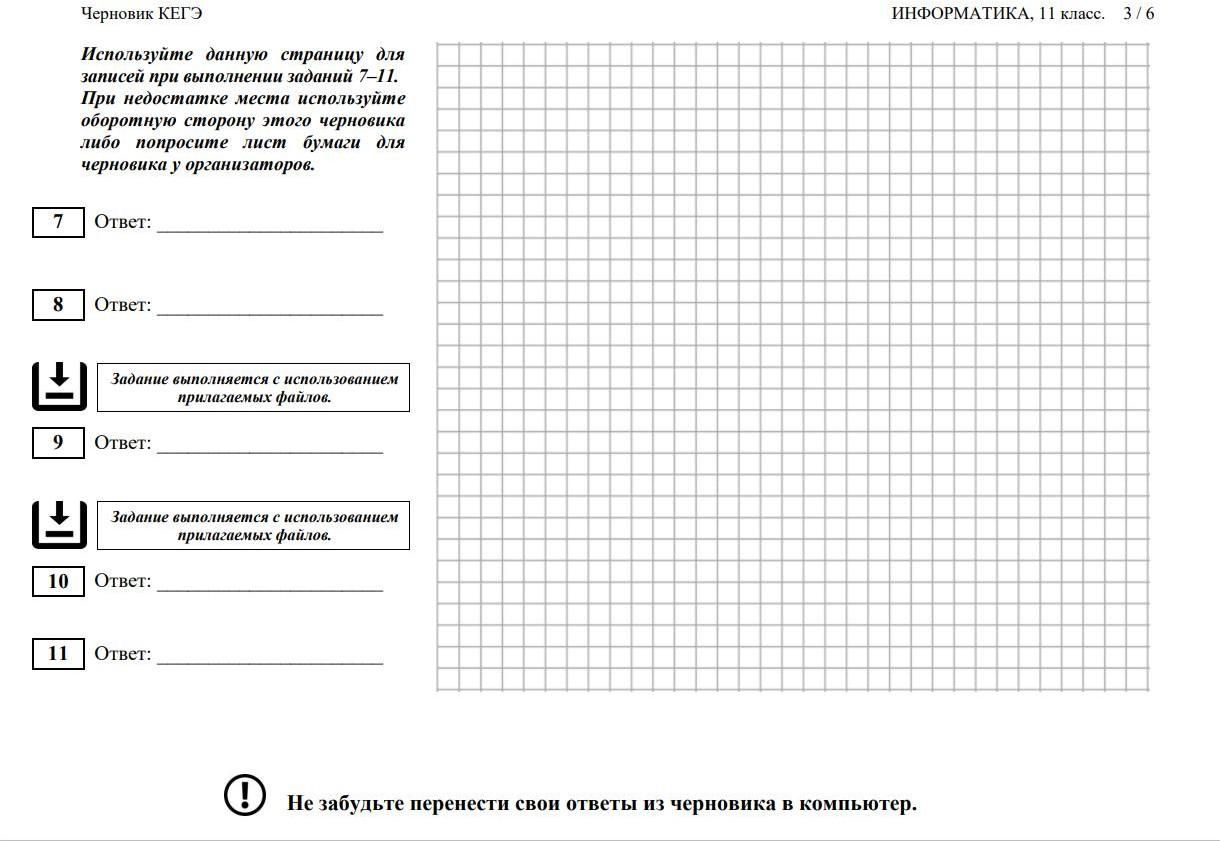 Черновик КЕГЭ
ИНФОРМАТИКА, 11 класс. 3 / 6
Используйте данную страницу для
записей при выполнении заданий 7–11.
При недостатке места используйте
оборотную сторону этого черновика
либо попросите лист бумаги для
черновика у организаторов.
7 Ответ: ______________________
8 Ответ: ______________________
Задание выполняется с использованием
прилагаемых файлов.
9 Ответ: ______________________
Задание выполняется с использованием
прилагаемых файлов.
10 Ответ: ______________________
11 Ответ: ______________________
Не забудьте перенести свои ответы из черновика в компьютер.